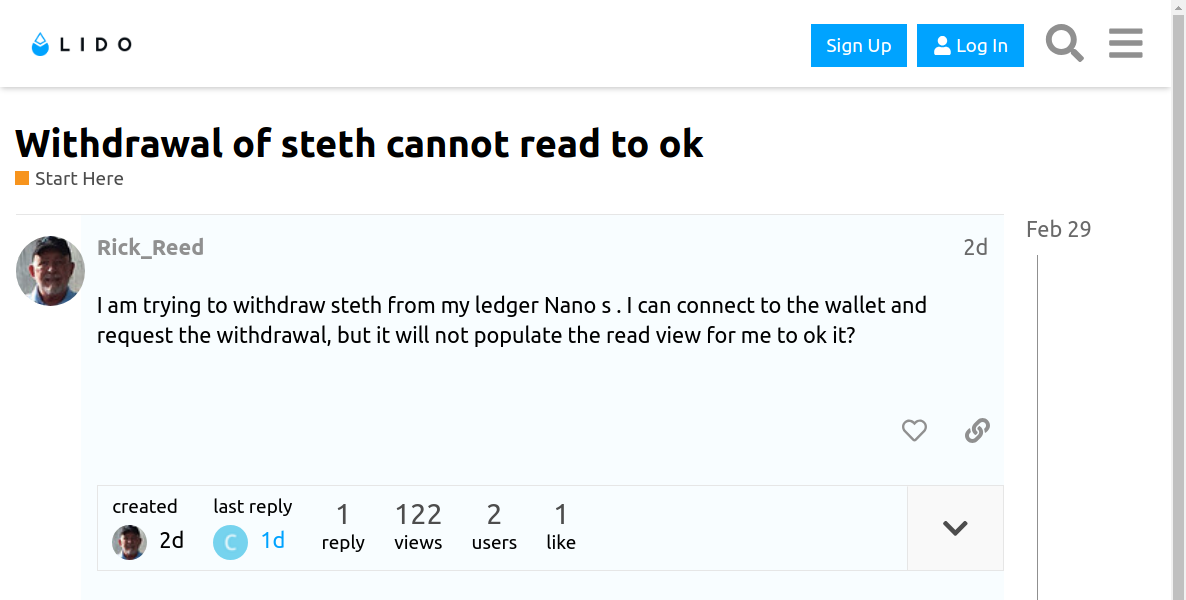 LIDO
Sign Up
Log In
Withdrawal of steth cannot read to ok
Start Here
Rick_Reed
2d
Feb 29
I am trying to withdraw steth from my ledger Nano s . I can connect to the wallet and
request the withdrawal, but it will not populate the read view for me to ok it?
created
2d
last reply
C
1d
1
reply
122
views
2
users
1
like